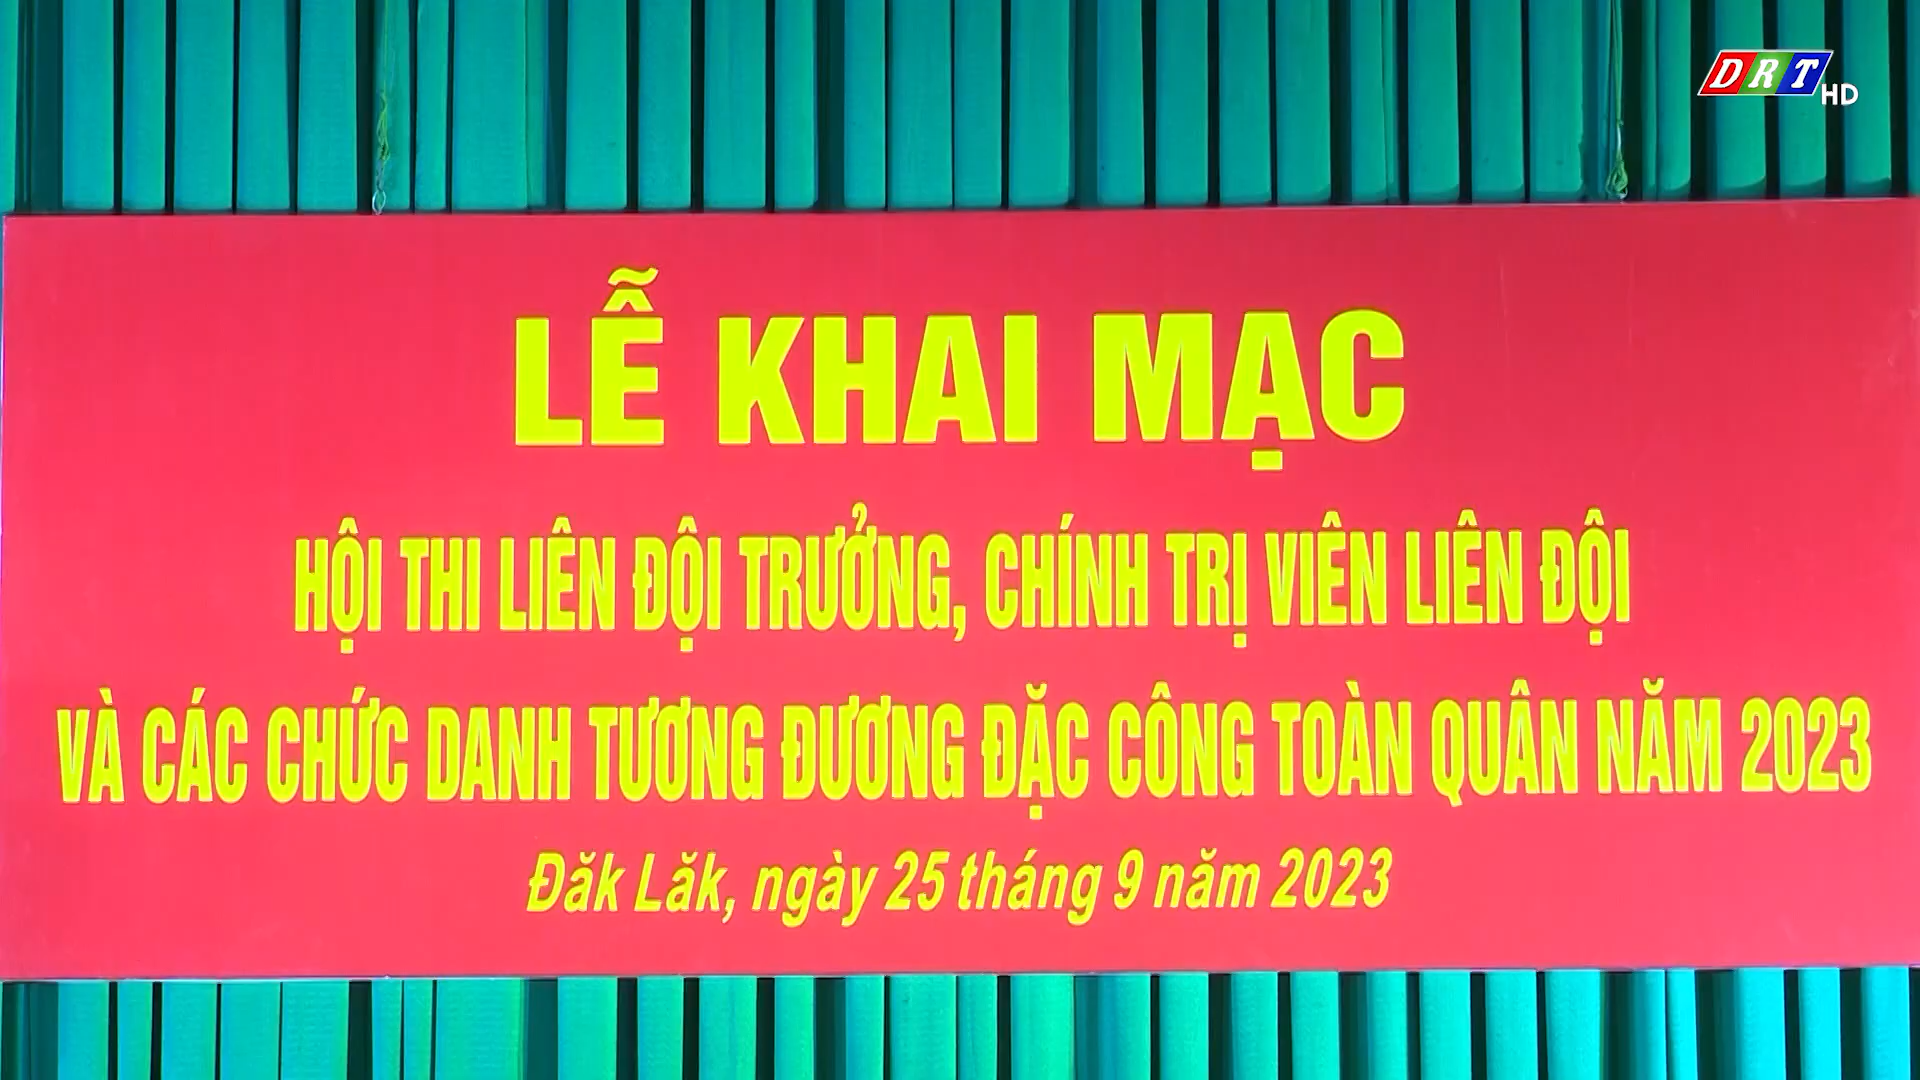 DRT HD
LỄ KHAI MẠC
HỘI THI LIÊN ĐỘI TRƯỞNG, CHÍNH TRỊ VIÊN LIÊN ĐỘI
VÀ CÁC CHỨC DANH TƯƠNG ĐƯƠNG ĐẶC CÔNG TOÀN QUÂN NĂM 2023
Đăk Lăk, ngày 25 tháng 9 năm 2023